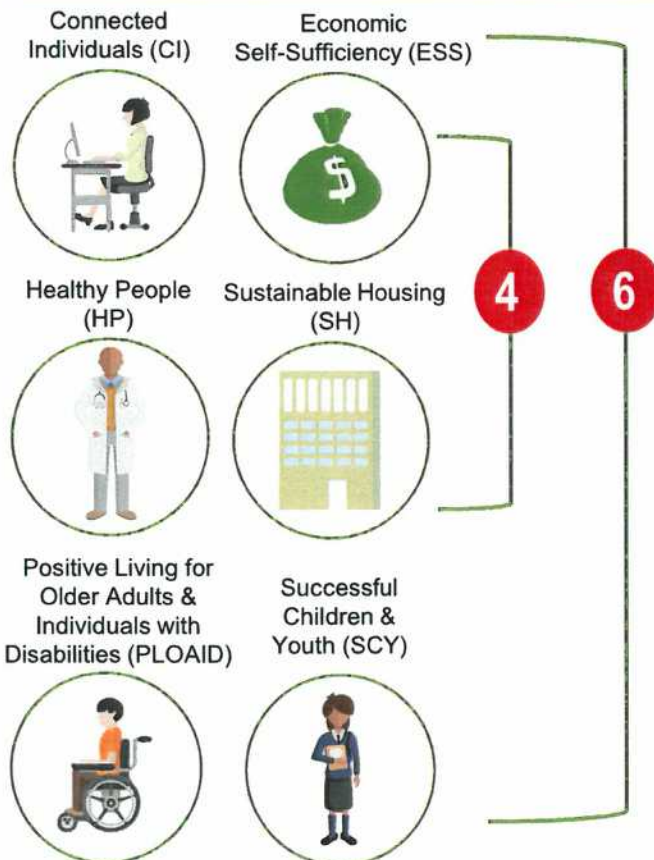 Connected
Individuals (CI)
Economic
Self-Sufficiency (ESS)
$
Healthy People
(HP)
Sustainable Housing
(SH)
4
6
Positive Living for
Older Adults &
Individuals with
Disabilities (PLOAID)
Successful
Children &
Youth (SCY)